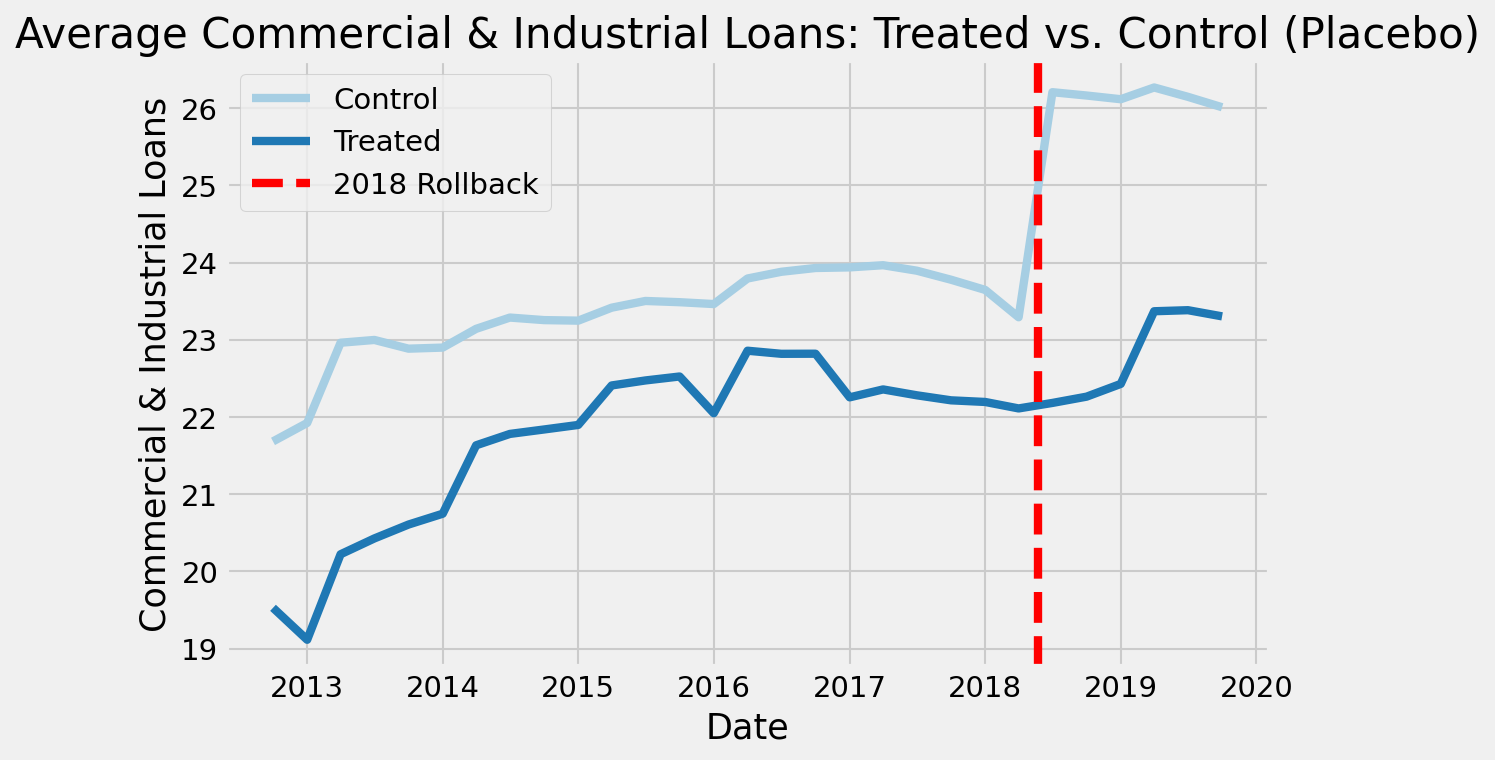 Average Commercial & Industrial Loans: Treated vs. Control (Placebo)
Commercial & Industrial Loans
26
25
24
23
22
21
20
19
Control
Treated
2018 Rollback
2013 2014 2015 2016 2017 2018 2019 2020
Date